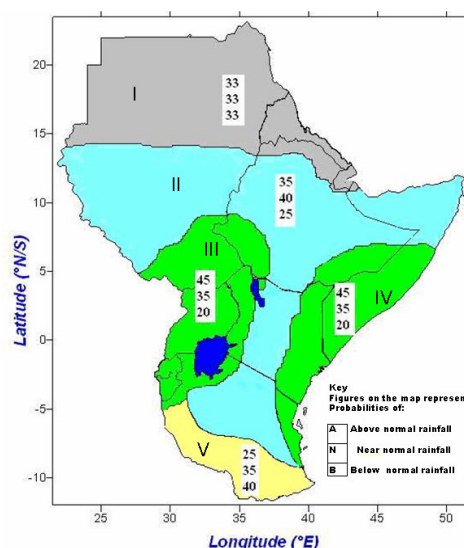 20
15
10
5
0
-5
-10
Latitude (°N/S)
I
33
33
33
II
35
40
25
III
45
35
20
IV
45
35
20
V
25
35
40
Key
Figures on the map represen
Probabilities of:
A Above normal rainfall
N Near normal rainfall
B Below normal rainfall
25 30 35 40 45 50
Longitude (°E)